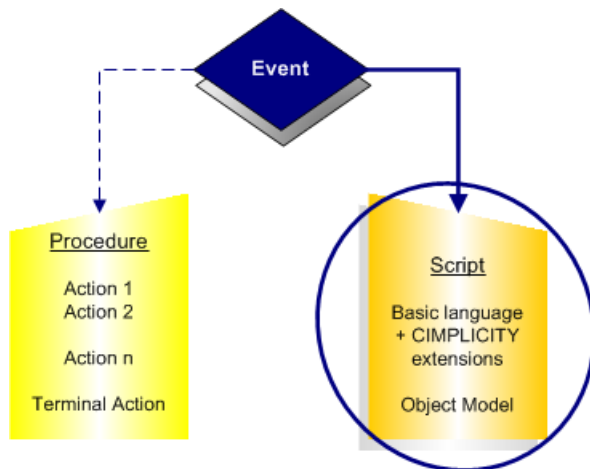 Event
Procedure
Action 1
Action 2
Action n
Terminal Action
Script
Basic language
+ CIMPLICITY
extensions
Object Model